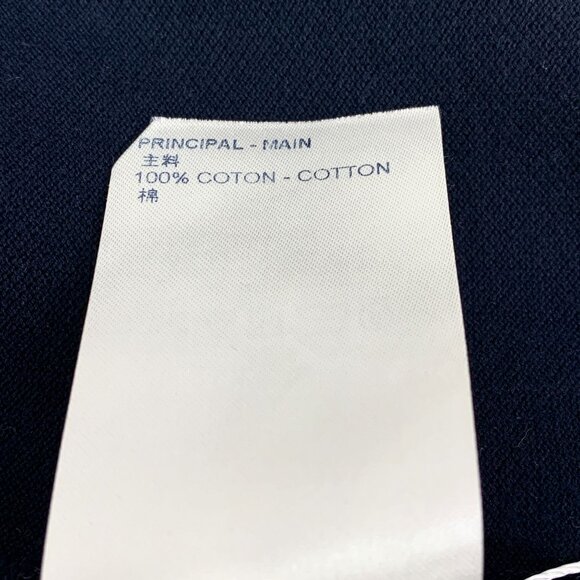 PRINCIPAL - MAIN
主料
100% COTON - COTTON
棉